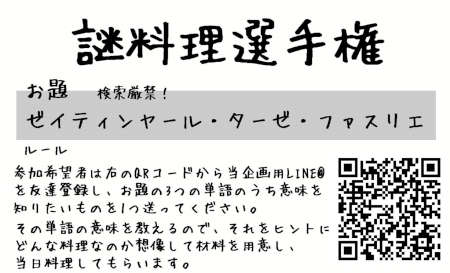 謎料理選手権
お題 検索厳禁！
ゼイティンヤール・ターゼ・ファスリエ
ルール
参加希望者は右のQRコードから当企画用LINE@
を友達登録し、お題の3つの単語のうち意味を
知りたいものを1つ送ってください。
その単語の意味を教えるので、それをヒントに
どんな料理なのか想像して材料を用意し、
当日料理してもらいます。